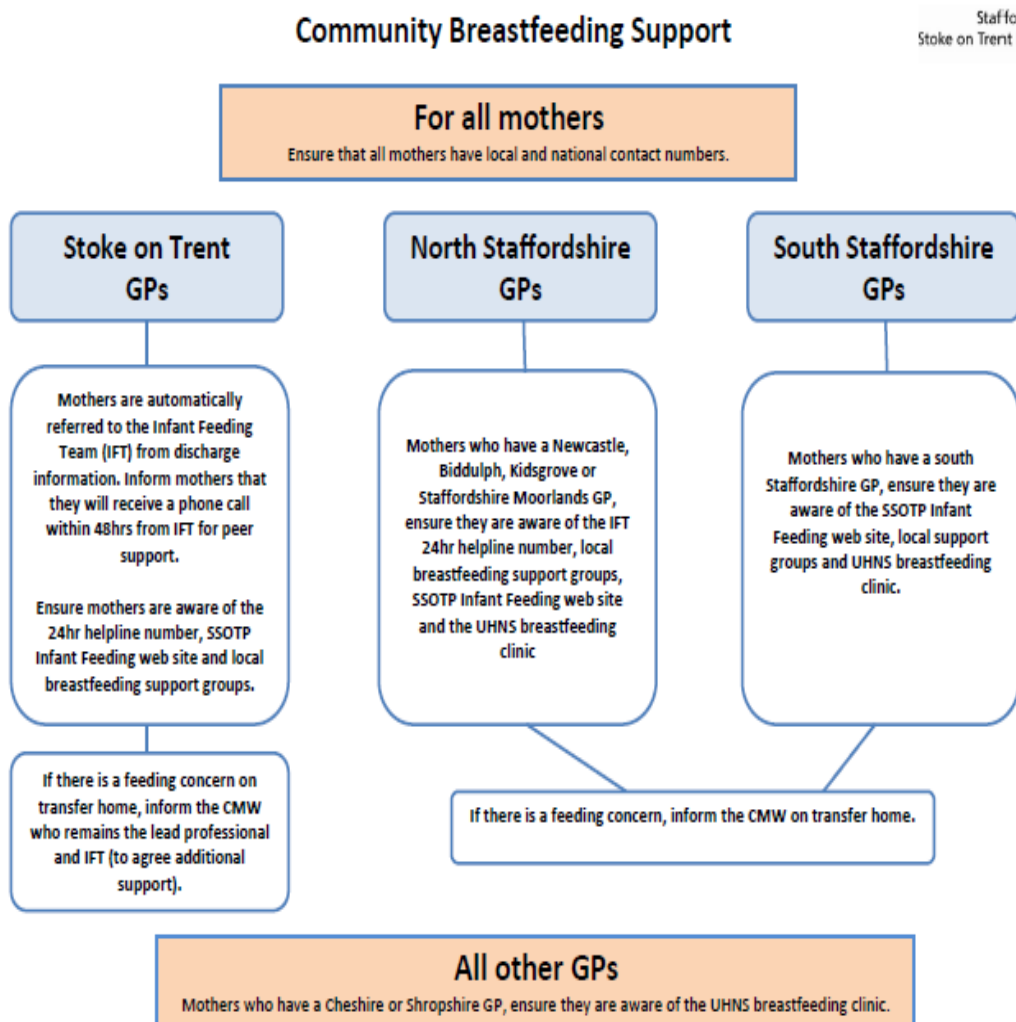 Community Breastfeeding Support
Stoke on Trent
For all mothers
Ensure that all mothers have local and national contact numbers.
Stoke on Trent
GPs
Mothers are automatically
referred to the Infant Feeding
Team (IFT) from discharge
information. Inform mothers that
they will receive a phone call
within 48hrs from IFT for peer
support.
Ensure mothers are aware of the
24hr helpline number, SSOTP
Infant Feeding web site and local
breastfeeding support groups.
If there is a feeding concern on
transfer home, inform the CMW
who remains the lead professional
and IFT (to agree additional
support).
North Staffordshire
GPs
Mothers who have a Newcastle,
Biddulph, Kidsgrove or
Staffordshire Moorlands GP,
ensure they are aware of the IFT
24hr helpline number, local
breastfeeding support groups,
SSOTP Infant Feeding web site
and the UHNS breastfeeding
clinic
South Staffordshire
GPs
Mothers who have a south
Staffordshire GP, ensure they are
aware of the SSOTP Infant
Feeding web site, local support
groups and UHNS breastfeeding
clinic.
If there is a feeding concern, inform the CMW on transfer home.
All other GPs
Mothers who have a Cheshire or Shropshire GP, ensure they are aware of the UHNS breastfeeding clinic.